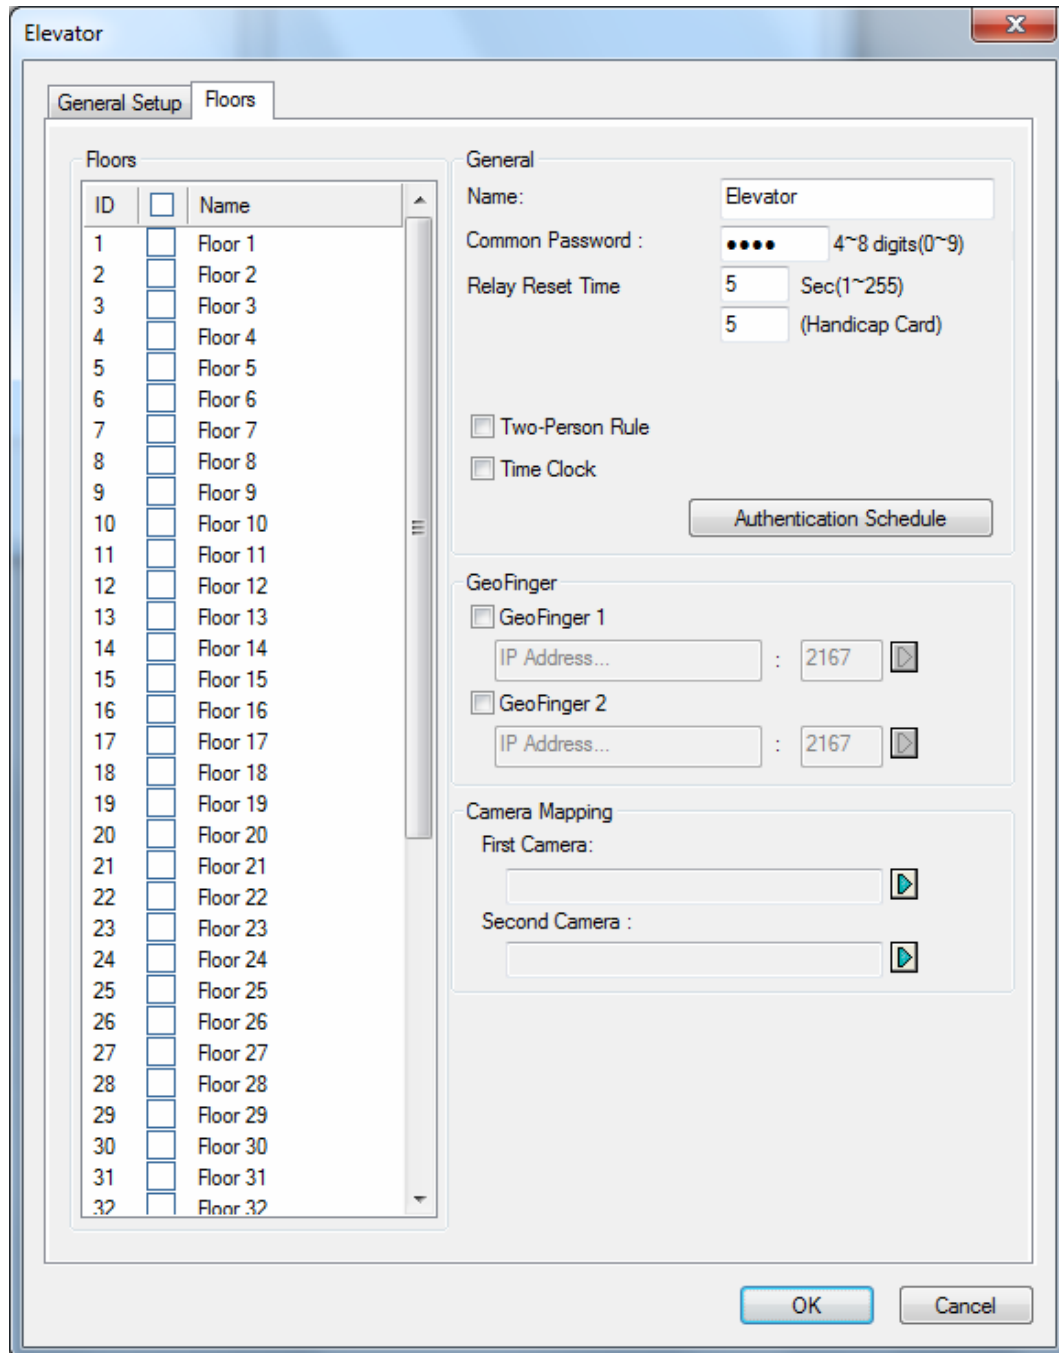 Elevator
General Setup
Floors
Floors
ID Name
1 Floor 1
2 Floor 2
3 Floor 3
4 Floor 4
5 Floor 5
6 Floor 6
7 Floor 7
8 Floor 8
9 Floor 9
10 Floor 10
11 Floor 11
12 Floor 12
13 Floor 13
14 Floor 14
15 Floor 15
16 Floor 16
17 Floor 17
18 Floor 18
19 Floor 19
20 Floor 20
21 Floor 21
22 Floor 22
23 Floor 23
24 Floor 24
25 Floor 25
26 Floor 26
27 Floor 27
28 Floor 28
29 Floor 29
30 Floor 30
31 Floor 31
32 Floor 32
General
Name: Elevator
Common Password : •••• 4~8 digits(0~9)
Relay Reset Time 5 Sec(1~255)
5 (Handicap Card)
Two-Person Rule
Time Clock
Authentication Schedule
GeoFinger
GeoFinger 1
IP Address... : 2167
GeoFinger 2
IP Address... : 2167
Camera Mapping
First Camera:
Second Camera :
OK Cancel